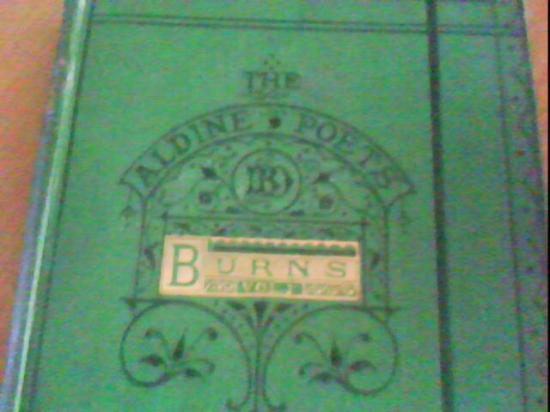 THE
ALDINE POETS
BURNS